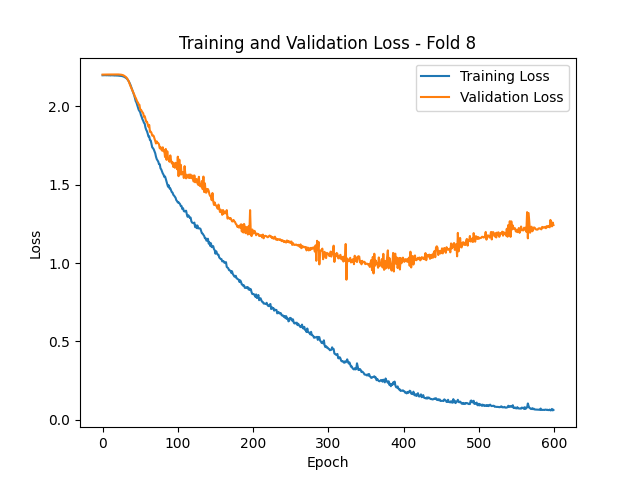 Training and Validation Loss - Fold 8
Training Loss
Validation Loss
2.0
1.5
1.0
0.5
0.0
Loss
0 100 200 300 400 500 600
Epoch